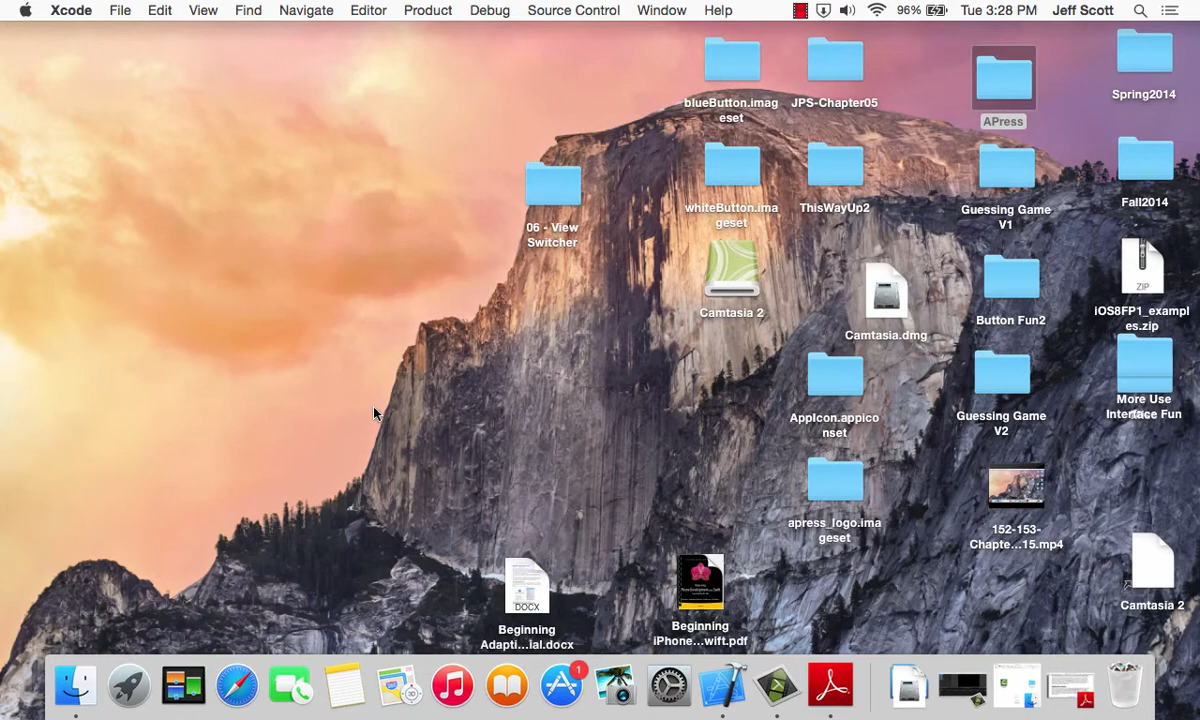 Xcode File Edit View Find Navigate Editor Product Debug Source Control Window Help 96% Tue 3:28 PM Jeff Scott
blueButton.imag
eset
JPS-Chapter05
APress
Spring2014
06 - View
Switcher
whiteButton.ima
geset
ThisWayUp2
Guessing Game
V1
Fall2014
Camtasia 2
Camtasia.dmg
Button Fun2
ZIP
iOS8FP1_exampl
es.zip
AppIcon.appico
nset
Guessing Game
V2
More Use
Interface Fun
apress_logo.ima
geset
152-153-
Chapte...15.mp4
DOCX
Beginning
Adapti...ial.docx
Beginning
iPhone...wift.pdf
Camtasia 2
1